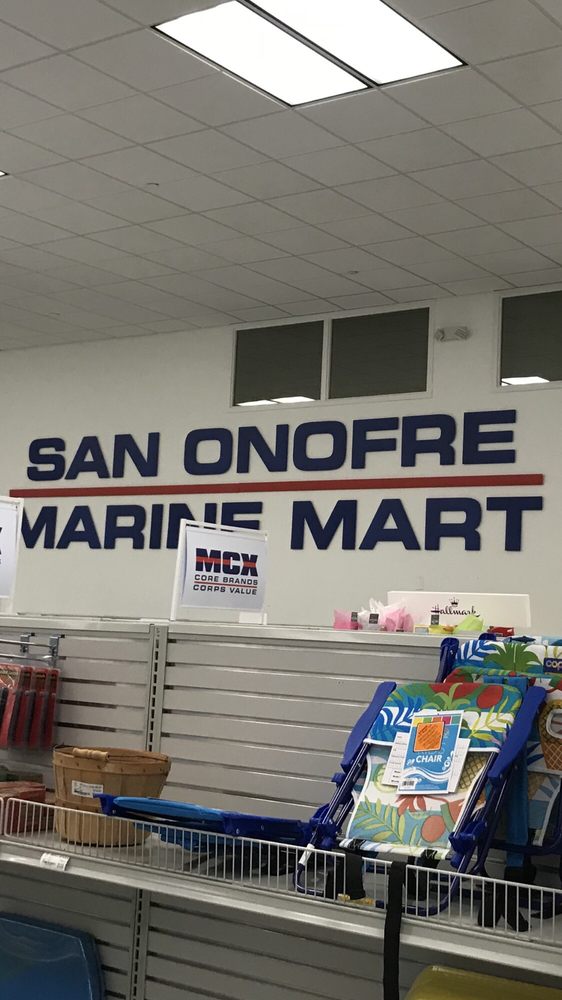 SAN ONOFRE
MARINE MART
MCX
CORE BRANDS
CORPS VALUE
Hallmark
CHAIR